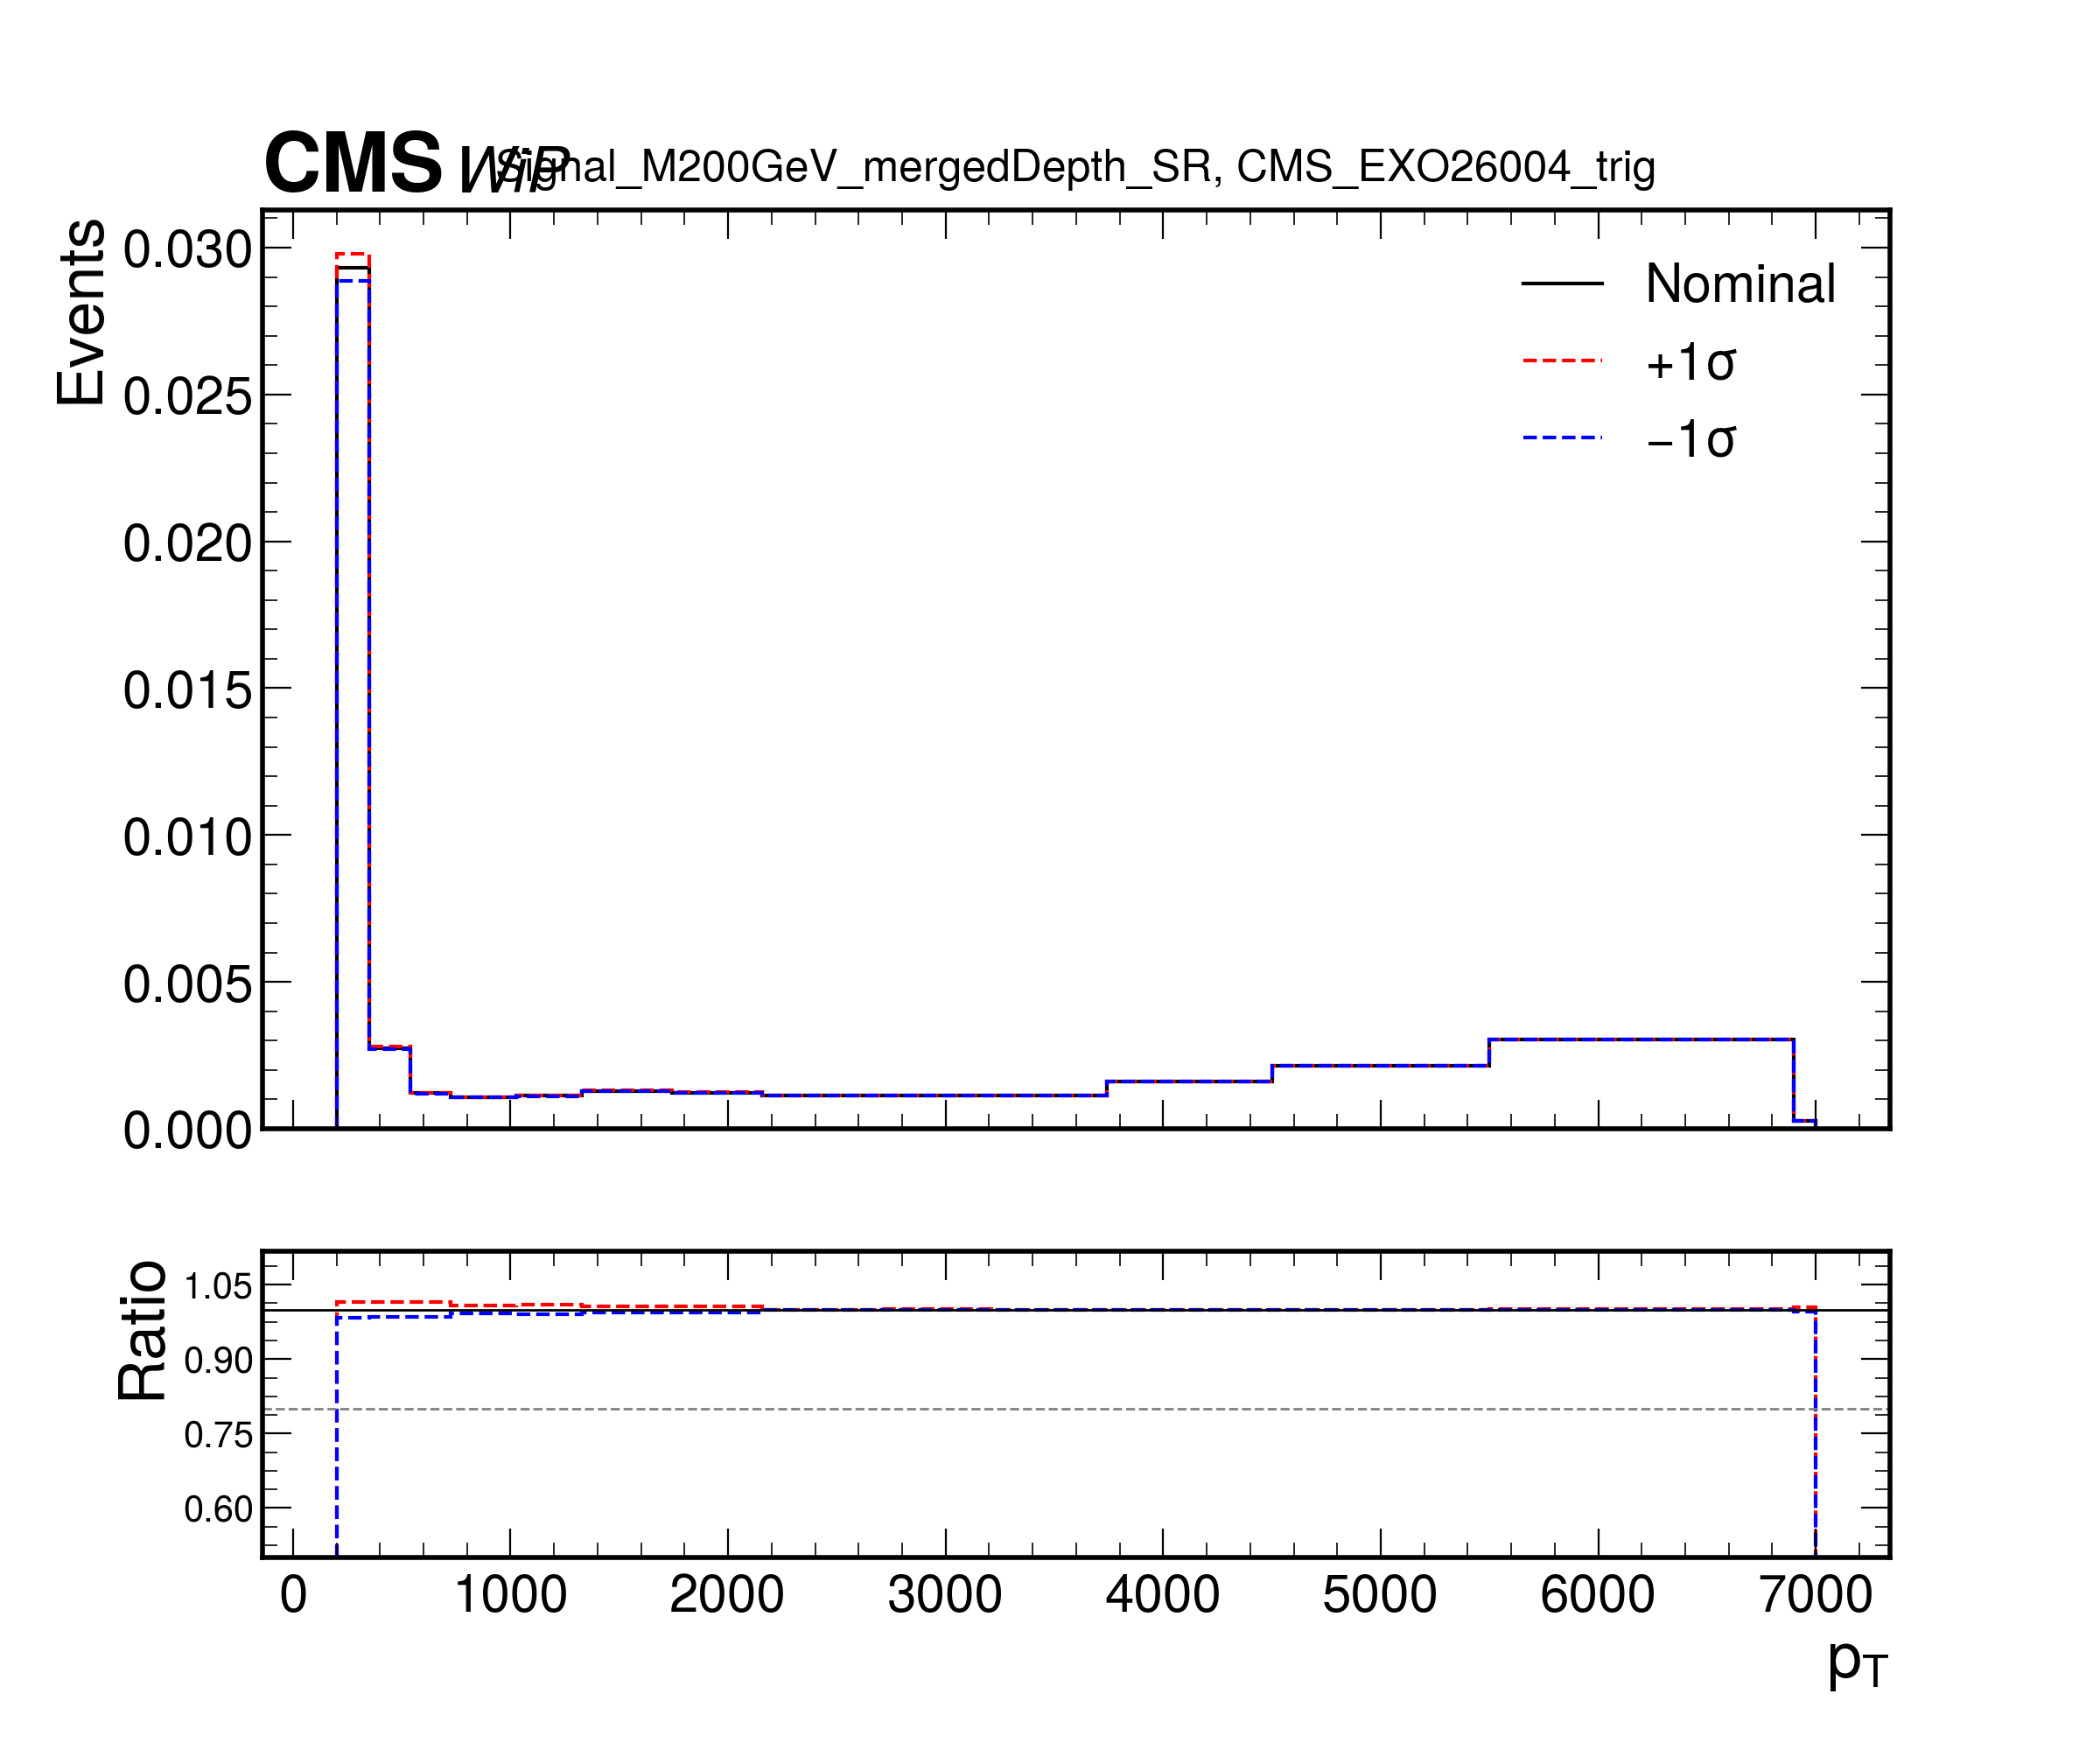 CMS WiP Signal_M200GeV_mergedDepth_SR, CMS_EXO26004_trig
Events
0.030
0.025
0.020
0.015
0.010
0.005
0.000
Nominal
+1σ
−1σ
Ratio
1.05
0.90
0.75
0.60
0 1000 2000 3000 4000 5000 6000 7000
pT